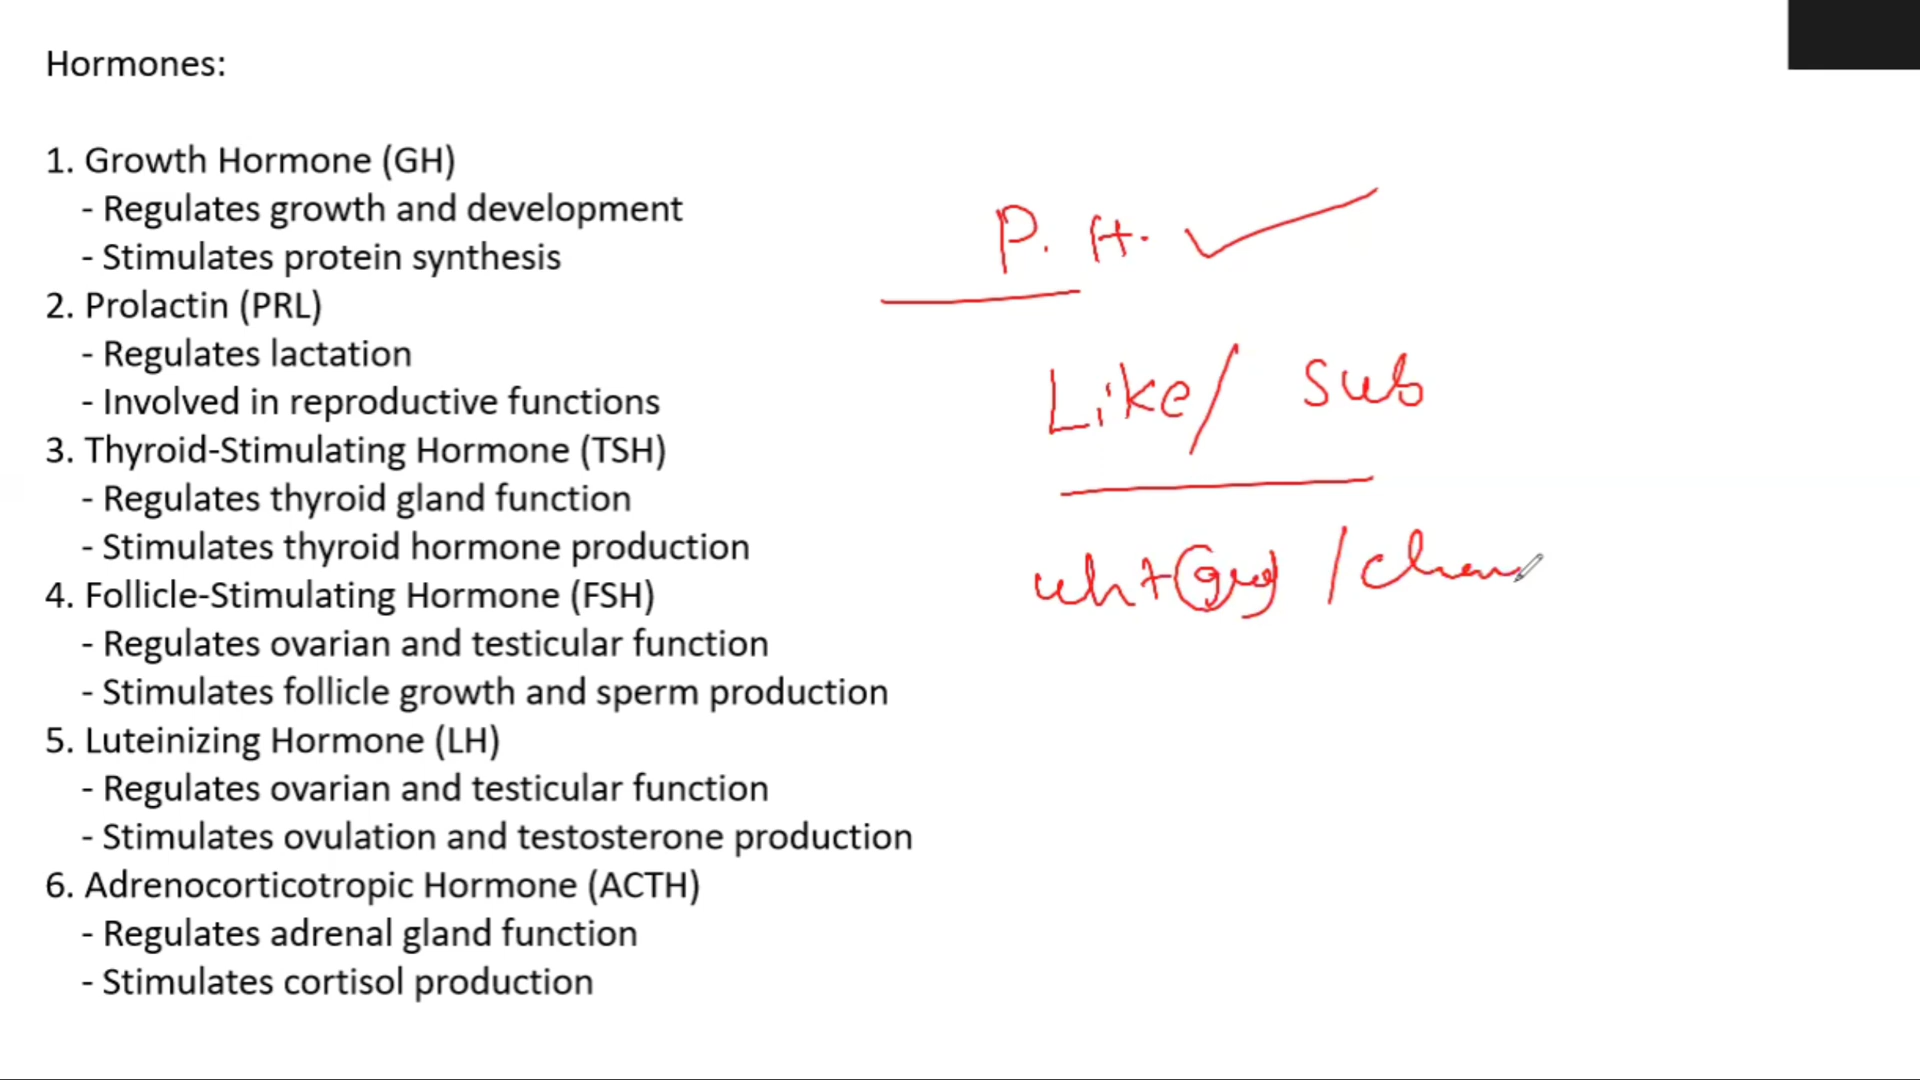 Hormones:
1. Growth Hormone (GH)
- Regulates growth and development
- Stimulates protein synthesis
2. Prolactin (PRL)
- Regulates lactation
- Involved in reproductive functions
3. Thyroid-Stimulating Hormone (TSH)
- Regulates thyroid gland function
- Stimulates thyroid hormone production
4. Follicle-Stimulating Hormone (FSH)
- Regulates ovarian and testicular function
- Stimulates follicle growth and sperm production
5. Luteinizing Hormone (LH)
- Regulates ovarian and testicular function
- Stimulates ovulation and testosterone production
6. Adrenocorticotropic Hormone (ACTH)
- Regulates adrenal gland function
- Stimulates cortisol production
P. H.
Like/ Sub